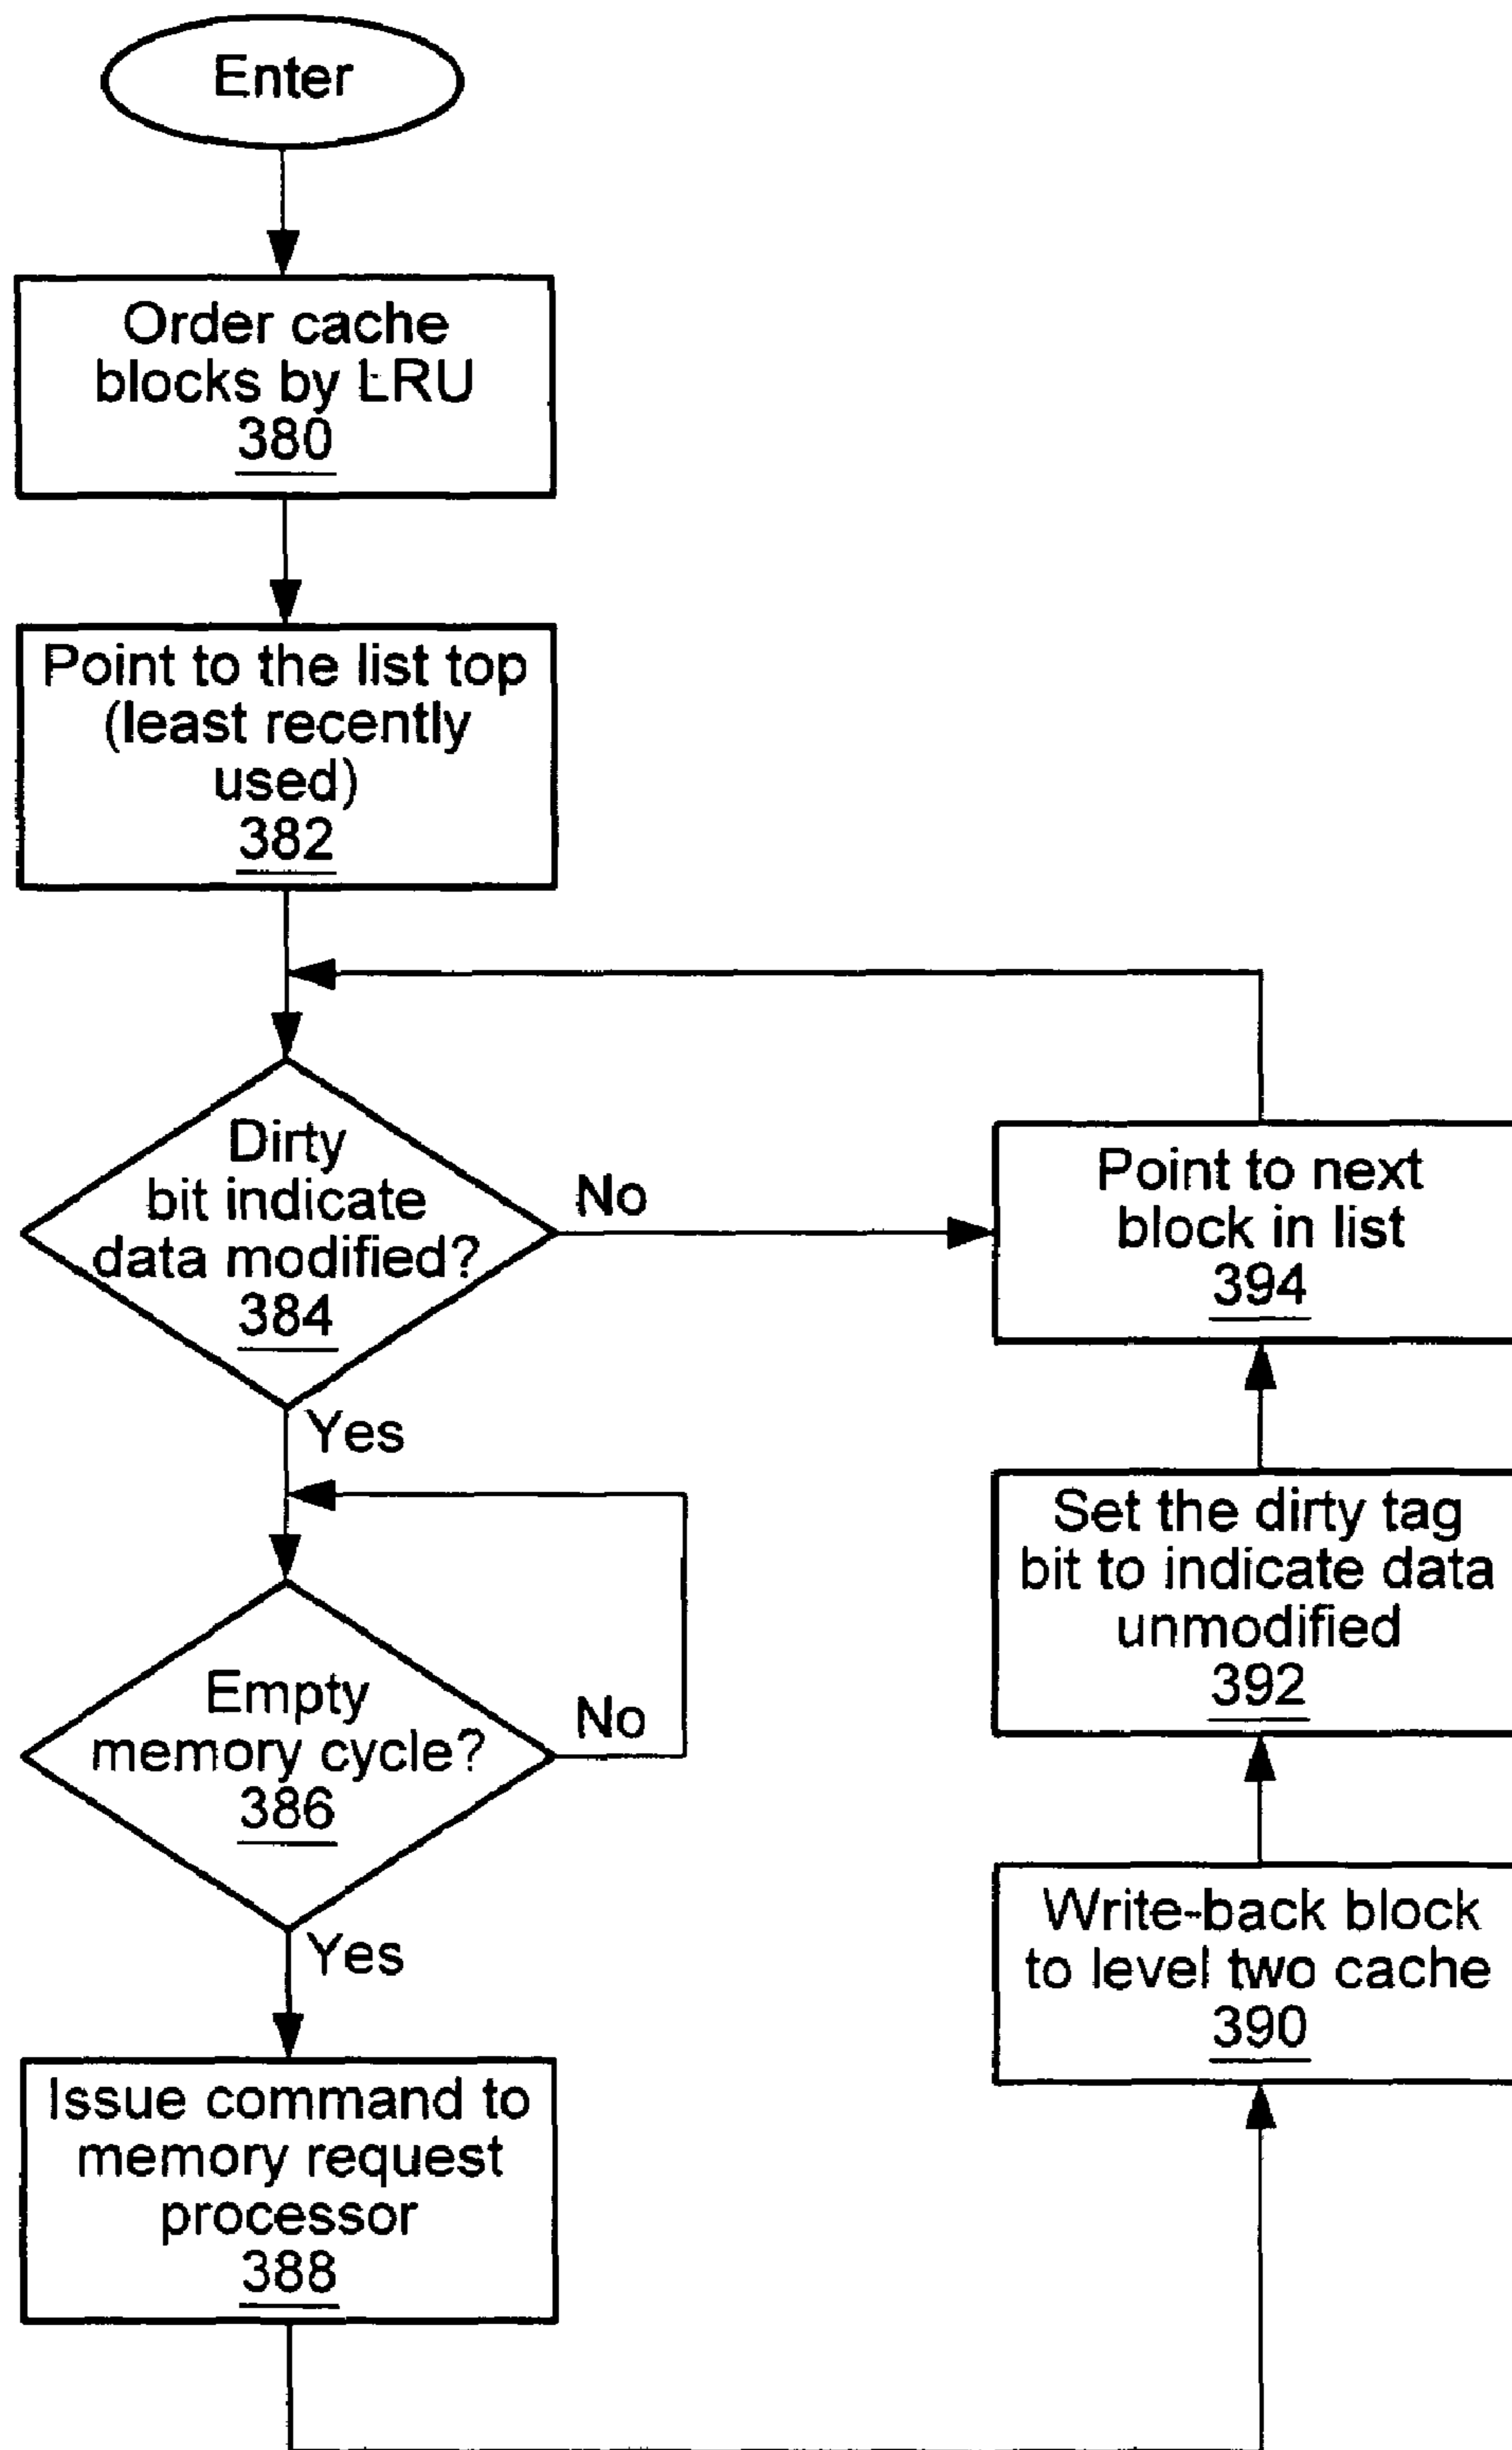 Enter
Order cache
blocks by LRU
380
Point to the list top
(least recently
used)
382
Dirty
bit indicate
data modified?
384
No
Yes
Empty
memory cycle?
386
No
Yes
Issue command to
memory request
processor
388
Point to next
block in list
394
Set the dirty tag
bit to indicate data
unmodified
392
Write-back block
to level two cache
390